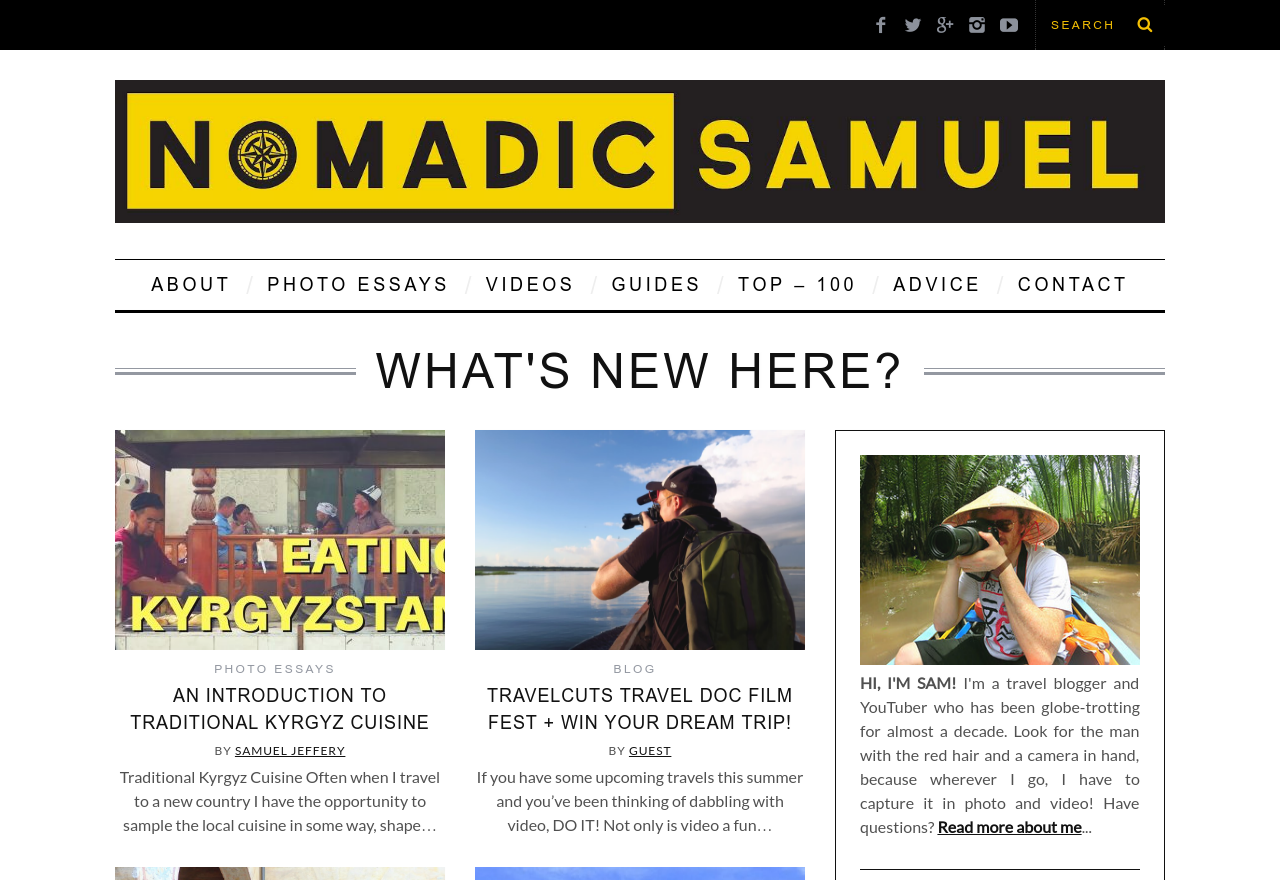 SEARCH
NOMADIC SAMUEL
ABOUT / PHOTO ESSAYS / VIDEOS / GUIDES / TOP – 100 / ADVICE / CONTACT
WHAT'S NEW HERE?
EATING
KYRGYZSTAN
PHOTO ESSAYS
AN INTRODUCTION TO
TRADITIONAL KYRGYZ CUISINE
BY SAMUEL JEFFERY
Traditional Kyrgyz Cuisine Often when I travel
to a new country I have the opportunity to
sample the local cuisine in some way, shape…
BLOG
TRAVELCUTS TRAVEL DOC FILM
FEST + WIN YOUR DREAM TRIP!
BY GUEST
If you have some upcoming travels this summer
and you’ve been thinking of dabbling with
video, DO IT! Not only is video a fun…
HI, I'M SAM! I'm a travel blogger and
YouTuber who has been globe-trotting
for almost a decade. Look for the man
with the red hair and a camera in hand,
because wherever I go, I have to
capture it in photo and video! Have
questions? Read more about me...